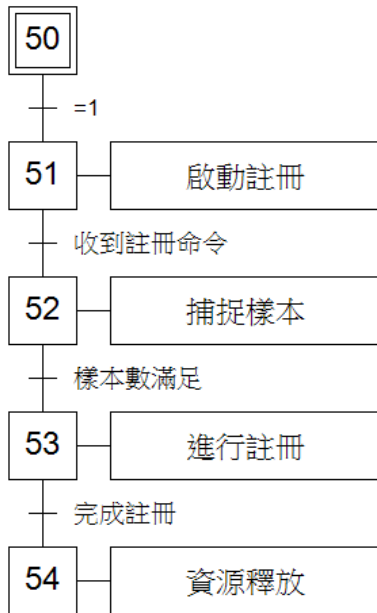 50
=1
51 啟動註冊
收到註冊命令
52 捕捉樣本
樣本數滿足
53 進行註冊
完成註冊
54 資源釋放